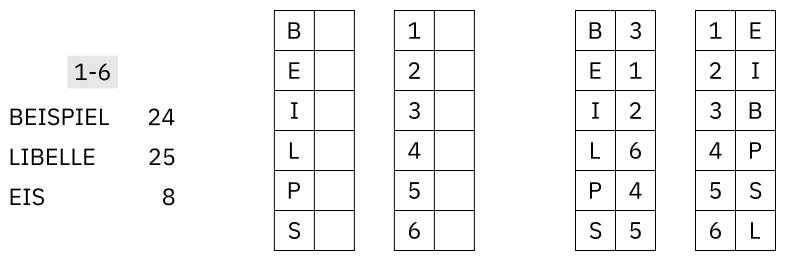 1-6
BEISPIEL 24
LIBELLE 25
EIS 8
B 1 B 3 1 E
E 2 E 1 2 I
I 3 I 2 3 B
L 4 L 6 4 P
P 5 P 4 5 S
S 6 S 5 6 L